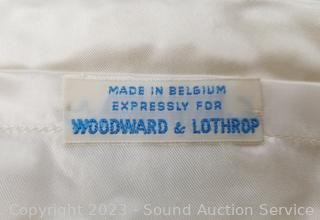 MADE IN BELGIUM
EXPRESSLY FOR
WOODWARD & LOTHROP
Copyright 2023 - Sound Auction Service